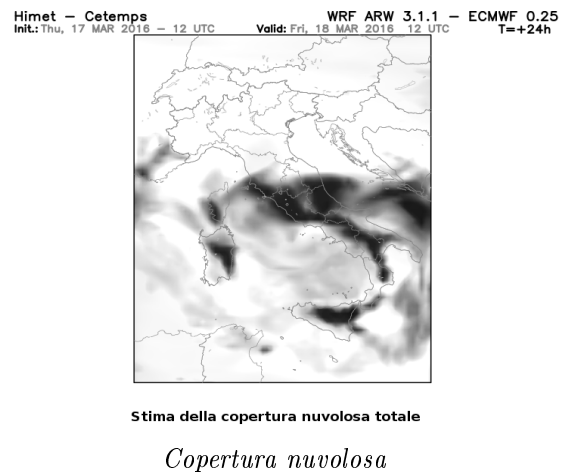 Himet – Cetemps WRF ARW 3.1.1 – ECMWF 0.25
Init.: Thu, 17 MAR 2016 – 12 UTC Valid: Fri, 18 MAR 2016 12 UTC T=+24h
Stima della copertura nuvolosa totale
Copertura nuvolosa